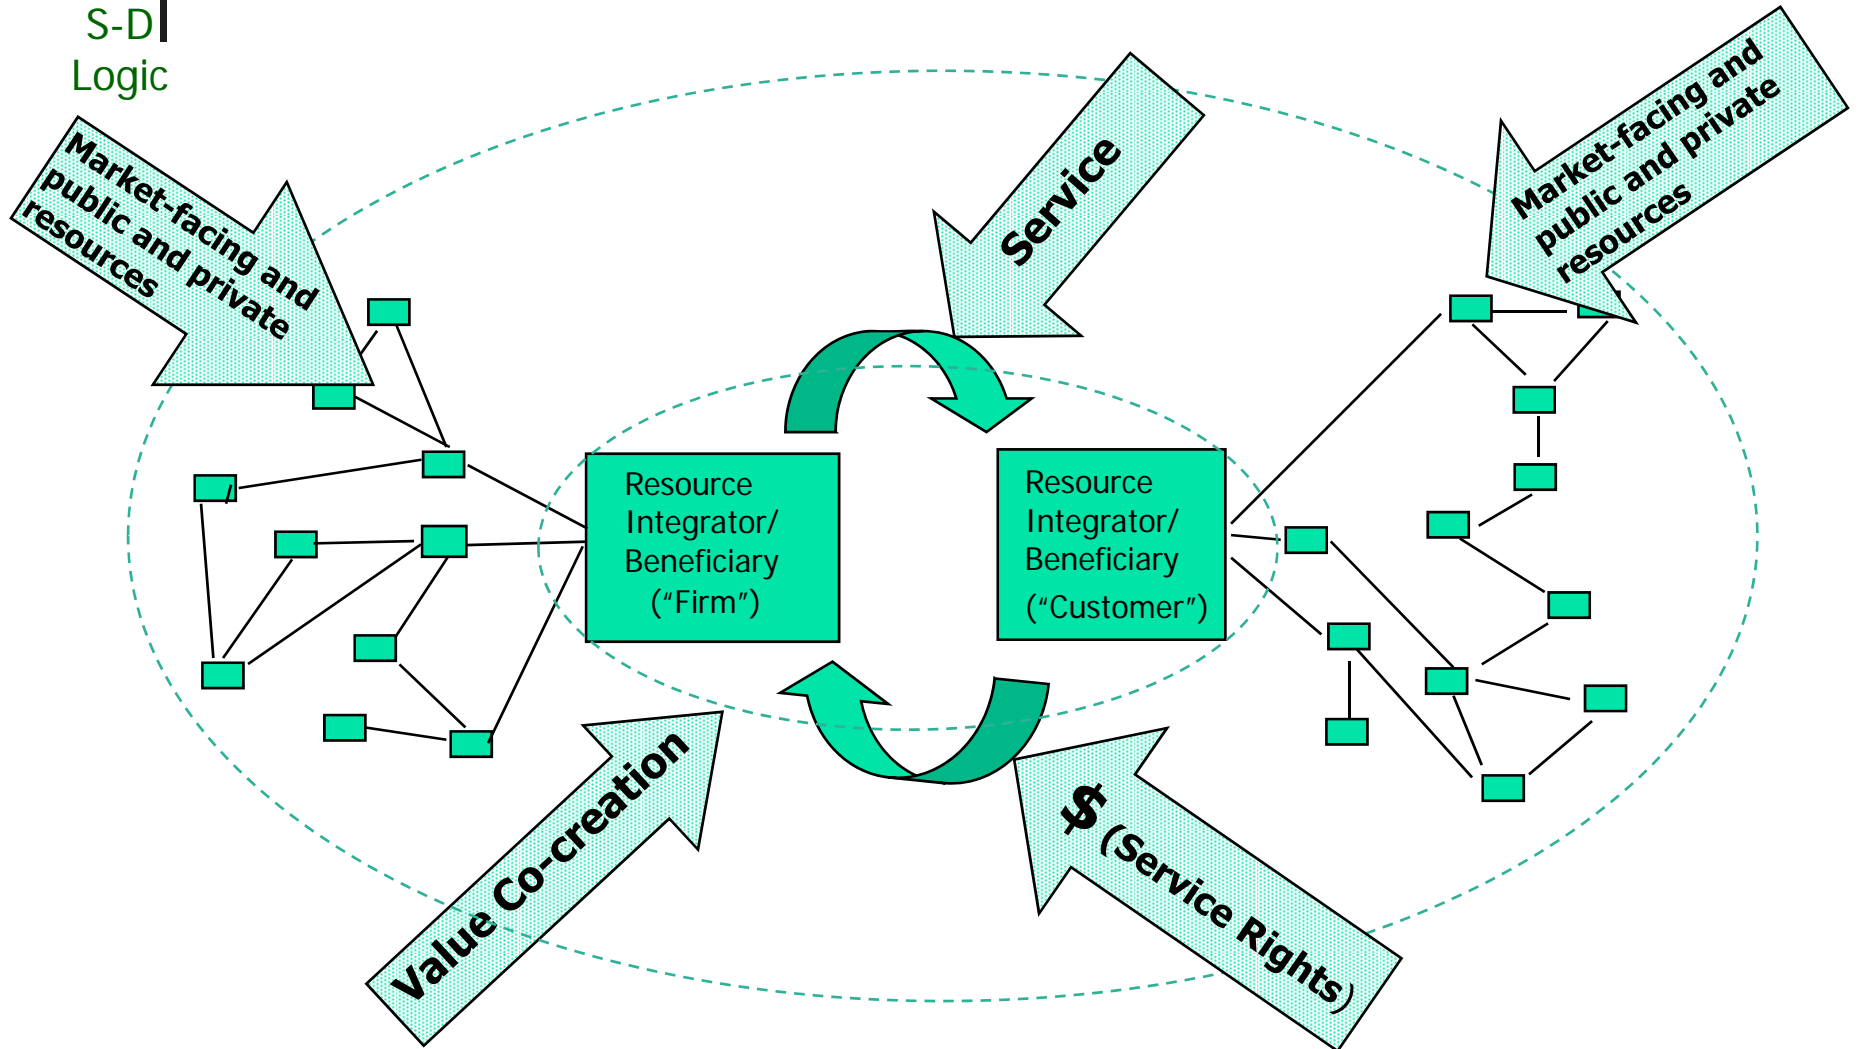 S-D
Logic
Market-facing and
public and private
resources
Service
Market-facing and
public and private
resources
Resource
Integrator/
Beneficiary
(“Firm”)
Resource
Integrator/
Beneficiary
(“Customer”)
Value Co-creation
$ (Service Rights)